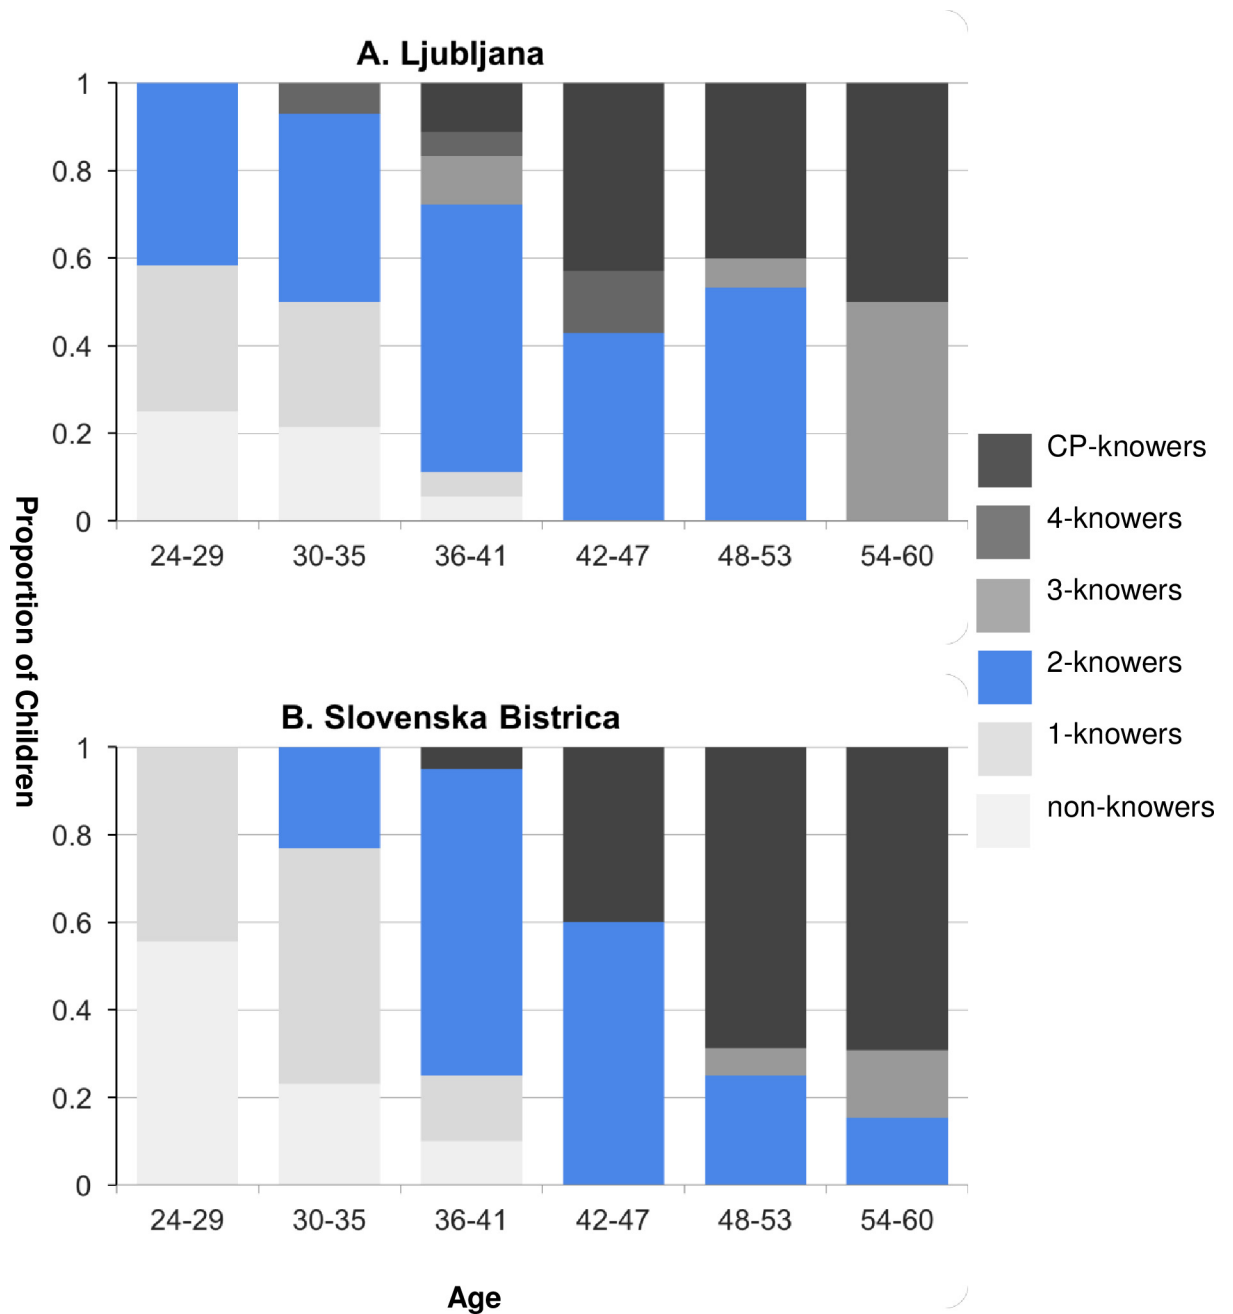 A. Ljubljana
1
0.8
0.6
0.4
0.2
0
24-29 30-35 36-41 42-47 48-53 54-60
Proportion of Children
CP-knowers
4-knowers
3-knowers
2-knowers
1-knowers
non-knowers
B. Slovenska Bistrica
1
0.8
0.6
0.4
0.2
0
24-29 30-35 36-41 42-47 48-53 54-60
Age